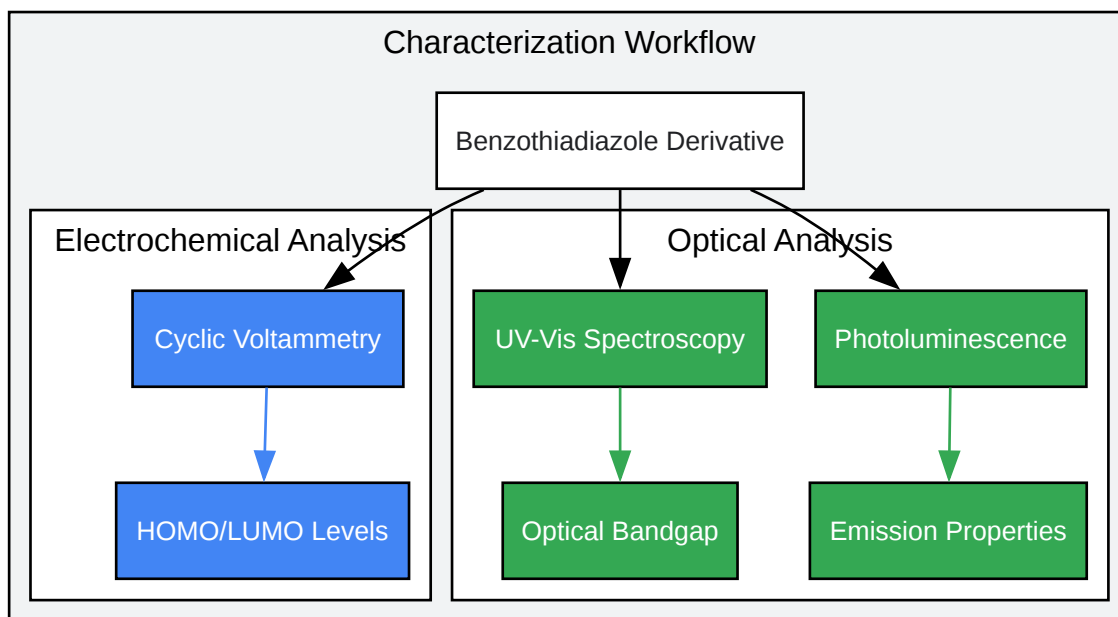 Characterization Workflow
Benzothiadiazole Derivative
Electrochemical Analysis
Optical Analysis
Cyclic Voltammetry
UV-Vis Spectroscopy
Photoluminescence
HOMO/LUMO Levels
Optical Bandgap
Emission Properties